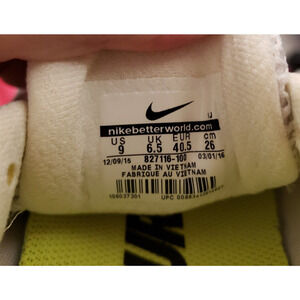 nikebetterworld.com
US UK EUR cm
9 6.5 40.5 26
12/09/15 827116-100 03/01/16
MADE IN VIETNAM
FABRIQUE AU VIETNAM
UPC